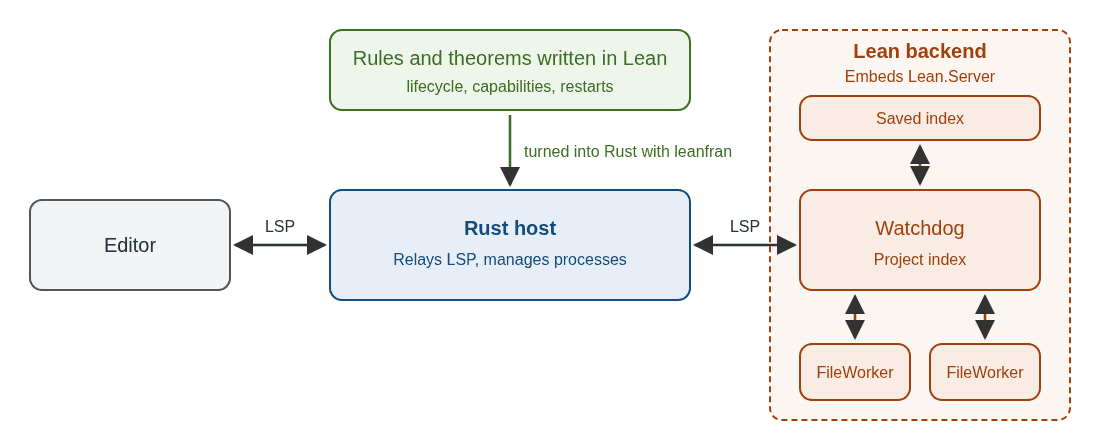 Rules and theorems written in Lean
lifecycle, capabilities, restarts
turned into Rust with leanfran
Editor
LSP
Rust host
Relays LSP, manages processes
LSP
Lean backend
Embeds Lean.Server
Saved index
Watchdog
Project index
FileWorker
FileWorker